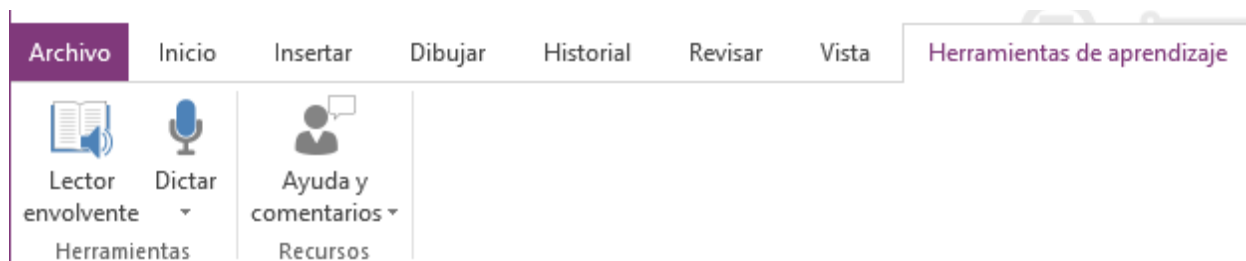 Archivo Inicio Insertar Dibujar Historial Revisar Vista Herramientas de aprendizaje
Lector Dictar Ayuda y
envolvente comentarios
Herramientas Recursos